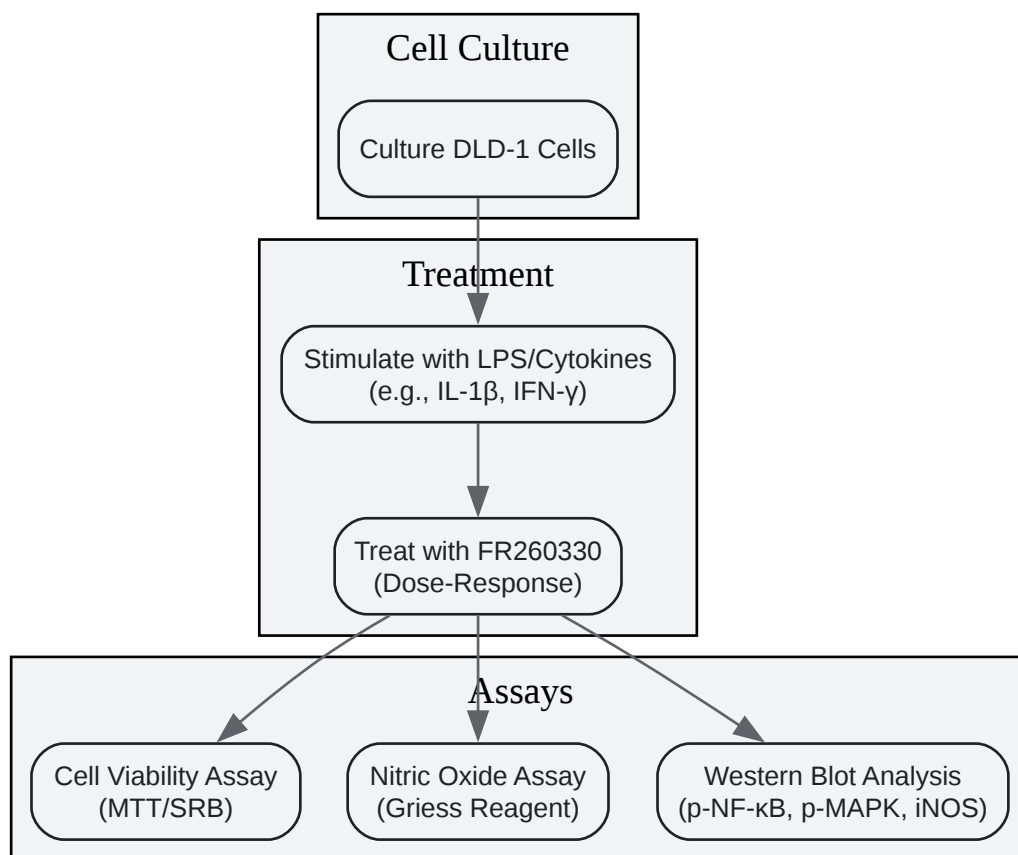 Cell Culture
Culture DLD-1 Cells
Treatment
Stimulate with LPS/Cytokines
(e.g., IL-1β, IFN-γ)
Treat with FR260330
(Dose-Response)
Assays
Cell Viability Assay
(MTT/SRB)
Nitric Oxide Assay
(Griess Reagent)
Western Blot Analysis
(p-NF-κB, p-MAPK, iNOS)